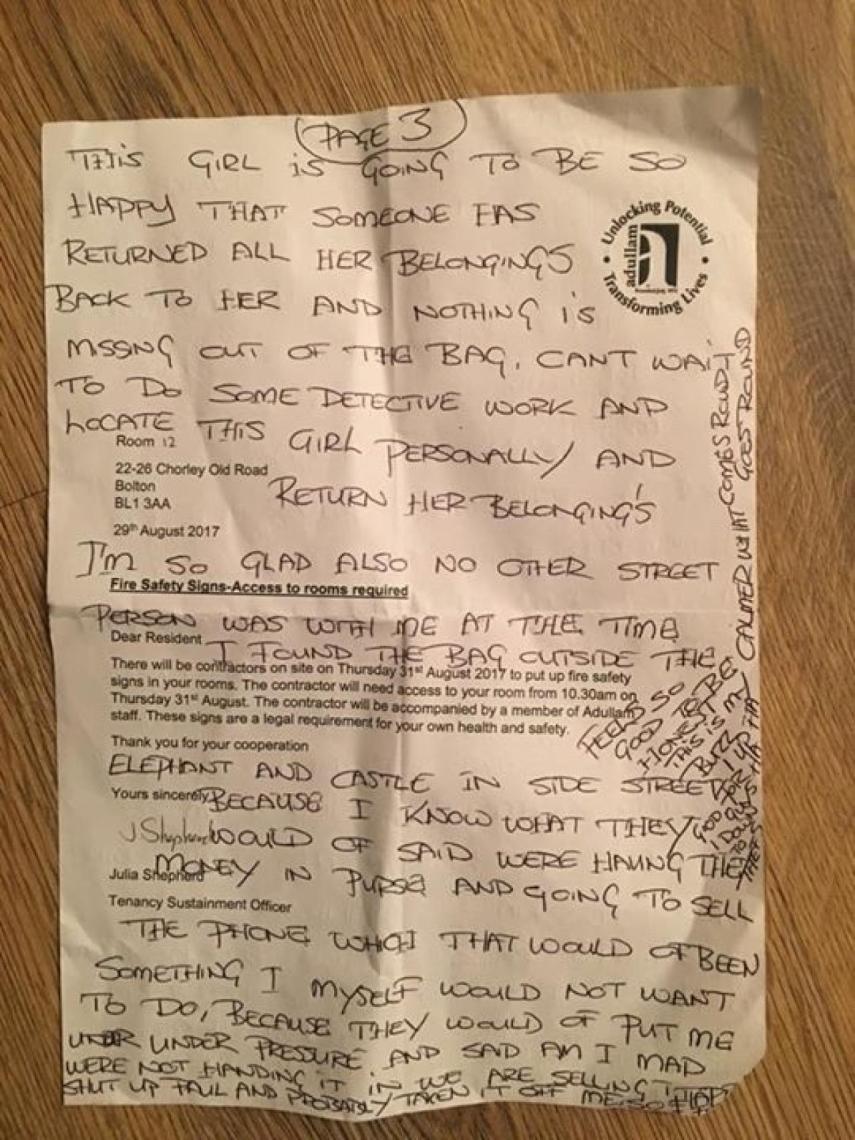 PAGE 3
THIS GIRL iS GOING TO BE SO
HAPPY THAT SOMEONE HAS
RETURNED ALL HER BELONGINGS
BACK TO HER AND NOTHING iS
MISSNG OUT OF THE BAG, CANT WAIT
TO DO SOME DETECTIVE WORK AND
LOCATE THIS GIRL PERSONALLY AND
RETURN HER BELONGING'S
Unlocking Potential
adullam
Transforming Lives
Room 12
22-26 Chorley Old Road
Bolton
BL1 3AA
29th August 2017
I'M SO GLAD ALSO NO OTHER STREET
Fire Safety Signs-Access to rooms required
PERSON WAS WITH ME AT THE TIME
Dear Resident
I FOUND THE BAG OUTSIDE THE
There will be contractors on site on Thursday 31st August 2017 to put up fire safety
signs in your rooms. The contractor will need access to your room from 10.30am on
Thursday 31st August. The contractor will be accompanied by a member of Adullam
staff. These signs are a legal requirement for your own health and safety.
Thank you for your cooperation
ELEPHANT AND CASTLE IN SIDE STREET
Yours sincerely
BECAUSE I KNOW WHAT THEY
J Shepherd
WOULD OF SAID WERE HAVING THE
Julia Shepherd
MONEY IN PURSE AND GOING TO SELL
Tenancy Sustainment Officer
THE PHONE WHCH THAT WOULD OF BEEN
SOMETHING I MYSELF WOULD NOT WANT
TO DO, BECAUSE THEY WOULD OF PUT ME
UNDER UNDER PRESSURE AND SAID AM I MAD
WERE NOT HANDING IT IN WE ARE SELLING
SHUT UP PAUL AND PROBABLY TAKEN IT OFF ME SO
FEELS SO
GOOD TO BE
HONEST
THIS IS MY CALMER WHAT COMES ROUND
GOES ROUND
BUZZ